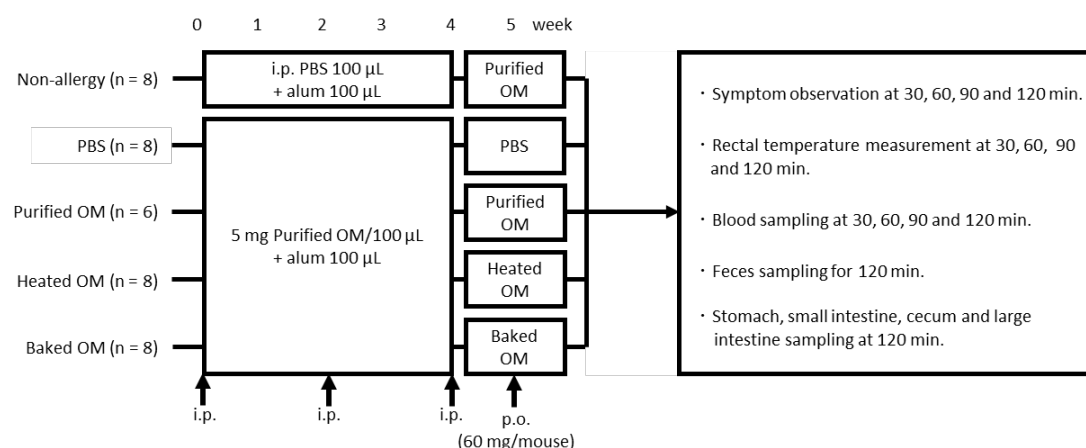 0 1 2 3 4 5 week
Non-allergy (n = 8)
i.p. PBS 100 µL
+ alum 100 µL
Purified
OM
PBS (n = 8)
PBS
Purified OM (n = 6)
5 mg Purified OM/100 µL
+ alum 100 µL
Purified
OM
Heated OM (n = 8)
Heated
OM
Baked OM (n = 8)
Baked
OM
i.p. i.p. i.p. p.o.
(60 mg/mouse)
・Symptom observation at 30, 60, 90 and 120 min.
・Rectal temperature measurement at 30, 60, 90
and 120 min.
・Blood sampling at 30, 60, 90 and 120 min.
・Feces sampling for 120 min.
・Stomach, small intestine, cecum and large
intestine sampling at 120 min.